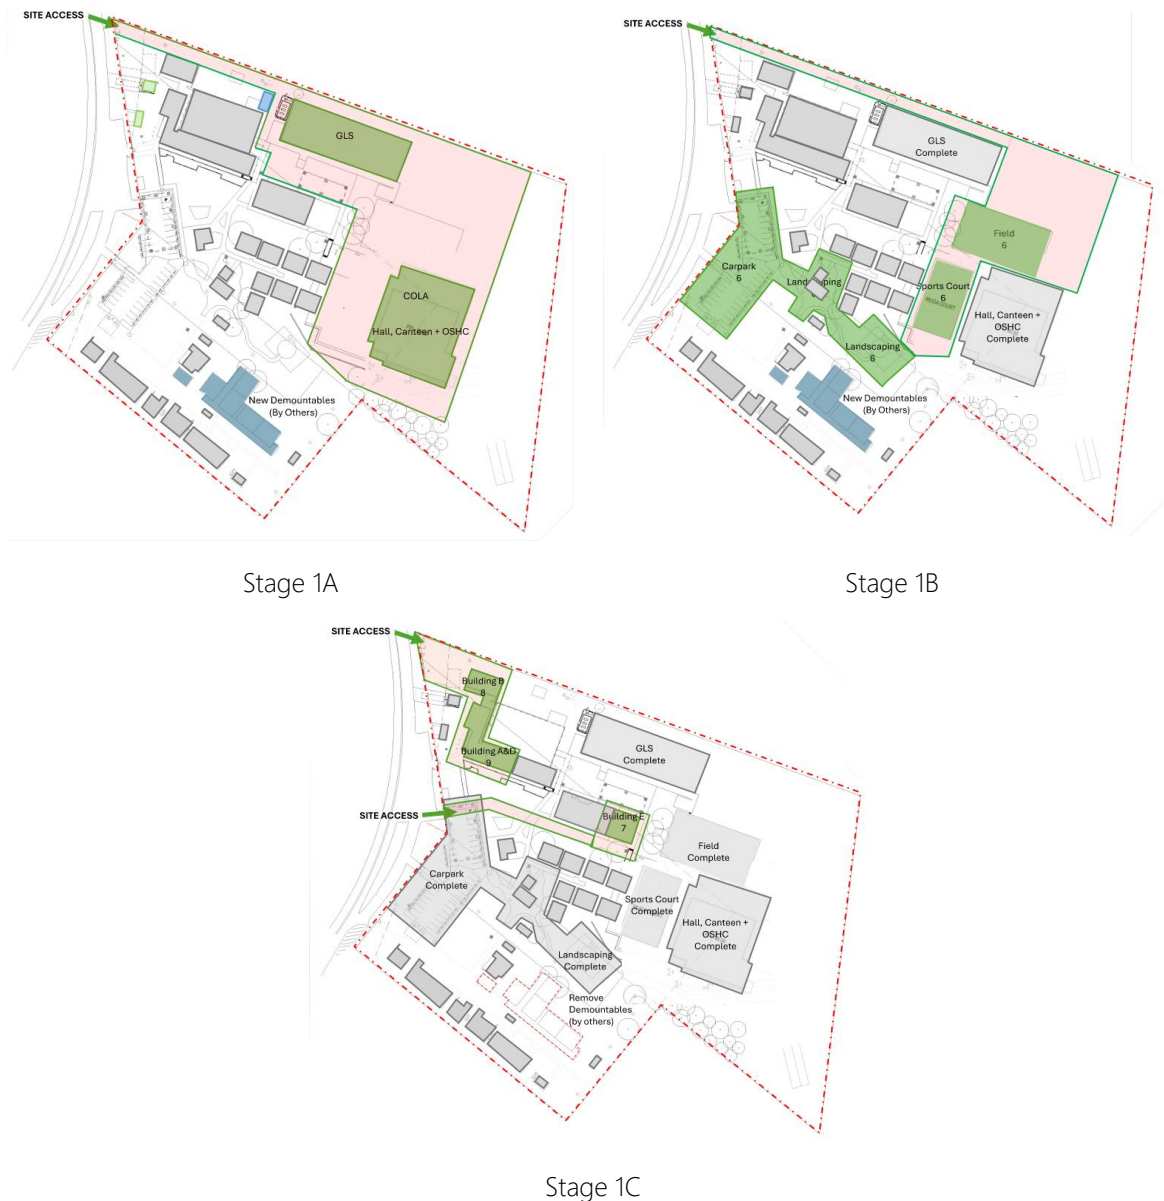 SITE ACCESS
GLS
COLA
Hall, Canteen + OSHC
New Demountables
(By Others)
Stage 1A
SITE ACCESS
GLS
Complete
Field
6
Carpark
6
Landscaping
Sports Court
6
MUGA COURT
Hall, Canteen +
OSHC
Complete
Landscaping
6
New Demountables
(By Others)
Stage 1B
SITE ACCESS
Building B
8
Building A&D
9
GLS
Complete
SITE ACCESS
Building E
7
Field
Complete
Carpark
Complete
Sports Court
Complete
Hall, Canteen +
OSHC
Complete
Landscaping
Complete
Remove
Demountables
(by others)
Stage 1C